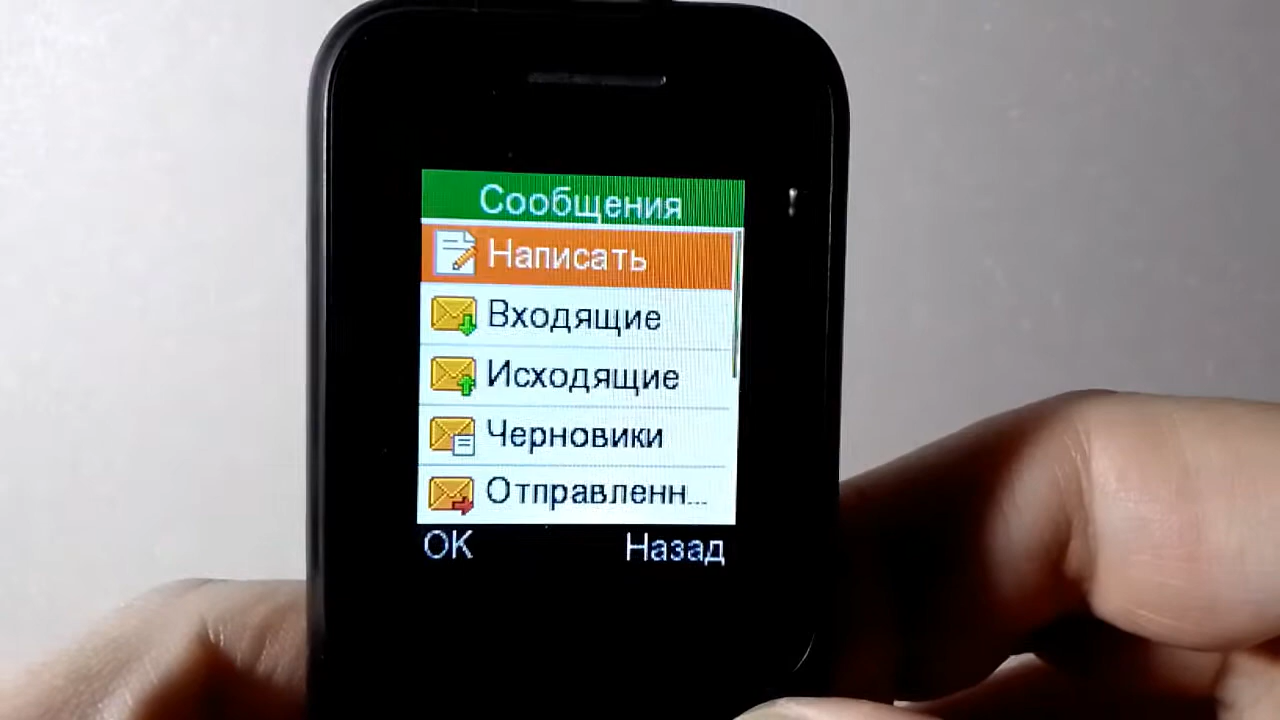 Сообщения
Написать
Входящие
Исходящие
Черновики
Отправленн...
OK Назад